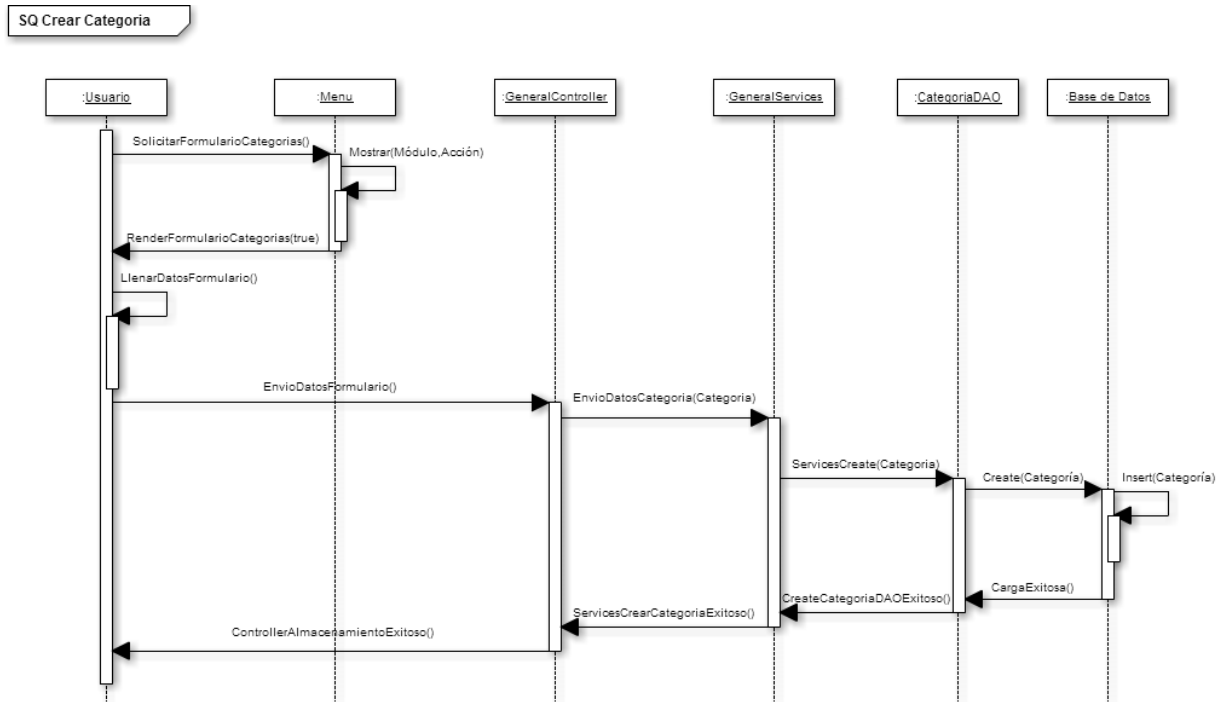 SQ Crear Categoria
:Usuario
:Menu
:GeneralController
:GeneralServices
:CategoriaDAO
:Base de Datos
SolicitarFormularioCategorias()
Mostrar(Módulo,Acción)
RenderFormularioCategorias(true)
LlenarDatosFormulario()
EnvioDatosFormulario()
EnvioDatosCategoria(Categoria)
ServicesCreate(Categoria)
Create(Categoría)
Insert(Categoría)
CargaExitosa()
CreateCategoriaDAOExitoso()
ServicesCrearCategoriaExitoso()
ControllerAlmacenamientoExitoso()